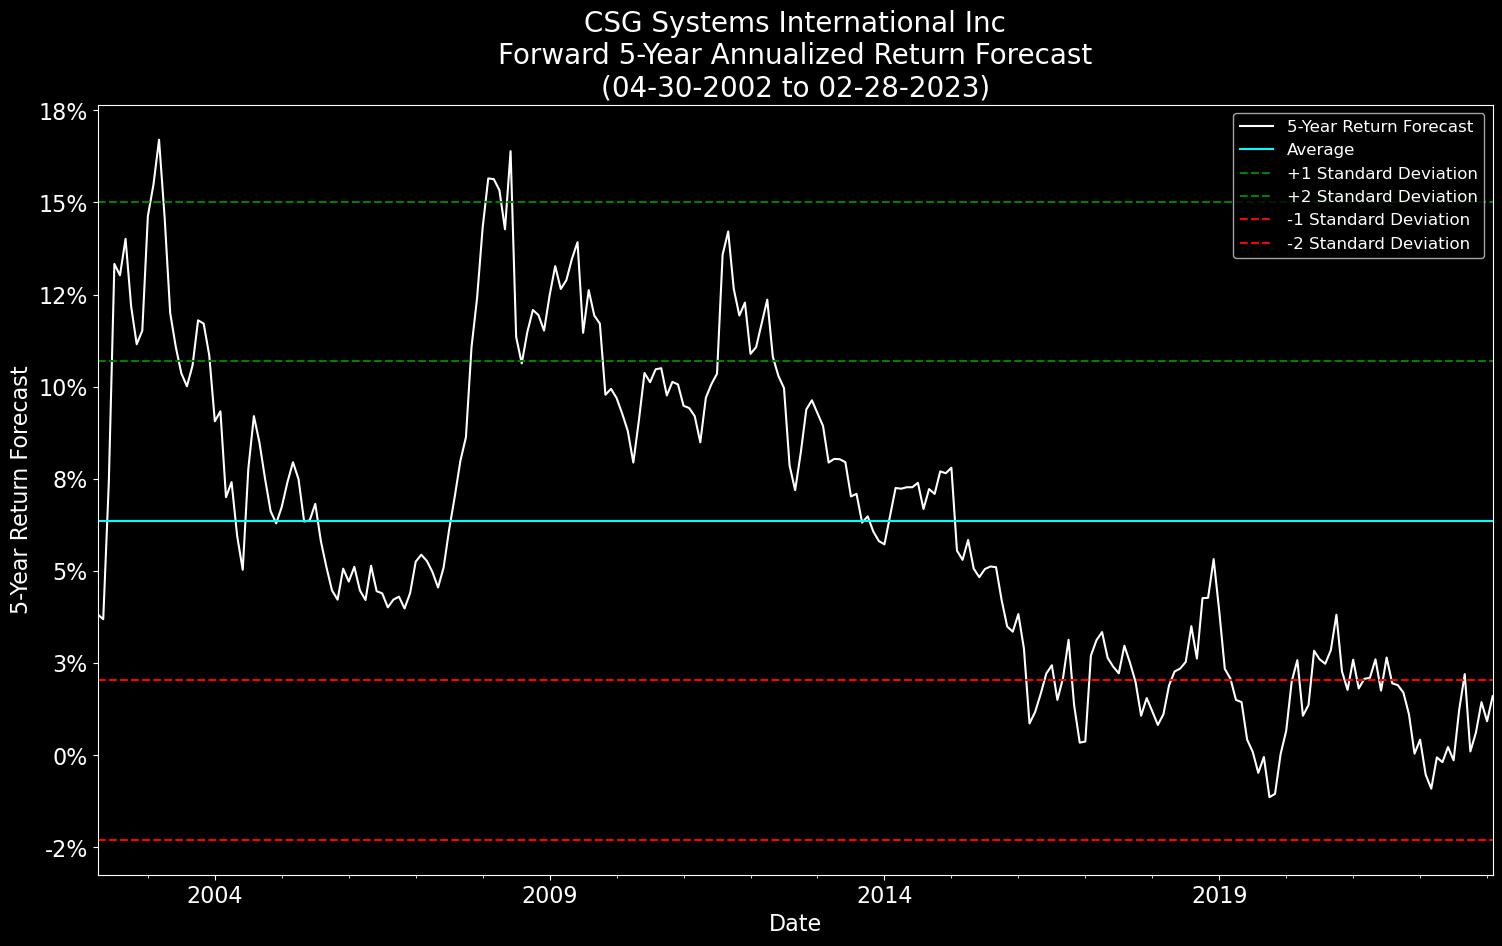 CSG Systems International Inc
Forward 5-Year Annualized Return Forecast
(04-30-2002 to 02-28-2023)
18%
15%
12%
10%
8%
5%
3%
0%
-2%
5-Year Return Forecast
5-Year Return Forecast
Average
+1 Standard Deviation
+2 Standard Deviation
-1 Standard Deviation
-2 Standard Deviation
2004
2009
2014
2019
Date